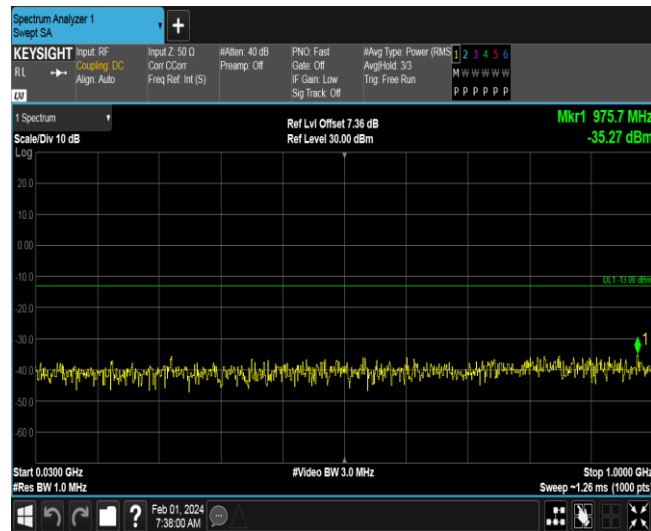 Spectrum Analyzer 1
Swept SA
KEYSIGHT
RL
LXI
Input: RF
Coupling: DC
Align: Auto
Input Z: 50 Ω
Corr CCorr
Freq Ref: Int (S)
#Atten: 40 dB
Preamp: Off
PNO: Fast
Gate: Off
IF Gain: Low
Sig Track: Off
#Avg Type: Power (RMS
Avg|Hold: 3/3
Trig: Free Run
1 2 3 4 5 6
M W W W W W
P P P P P P
1 Spectrum
Scale/Div 10 dB
Log
Ref Lvl Offset 7.36 dB
Ref Level 30.00 dBm
Mkr1 975.7 MHz
-35.27 dBm
20.0
10.0
0.00
-10.0
DL1 -13.00 dBm
-20.0
-30.0
1
-40.0
-50.0
-60.0
Start 0.0300 GHz
#Res BW 1.0 MHz
#Video BW 3.0 MHz
Stop 1.0000 GHz
Sweep ~1.26 ms (1000 pts
?
Feb 01, 2024
7:38:00 AM